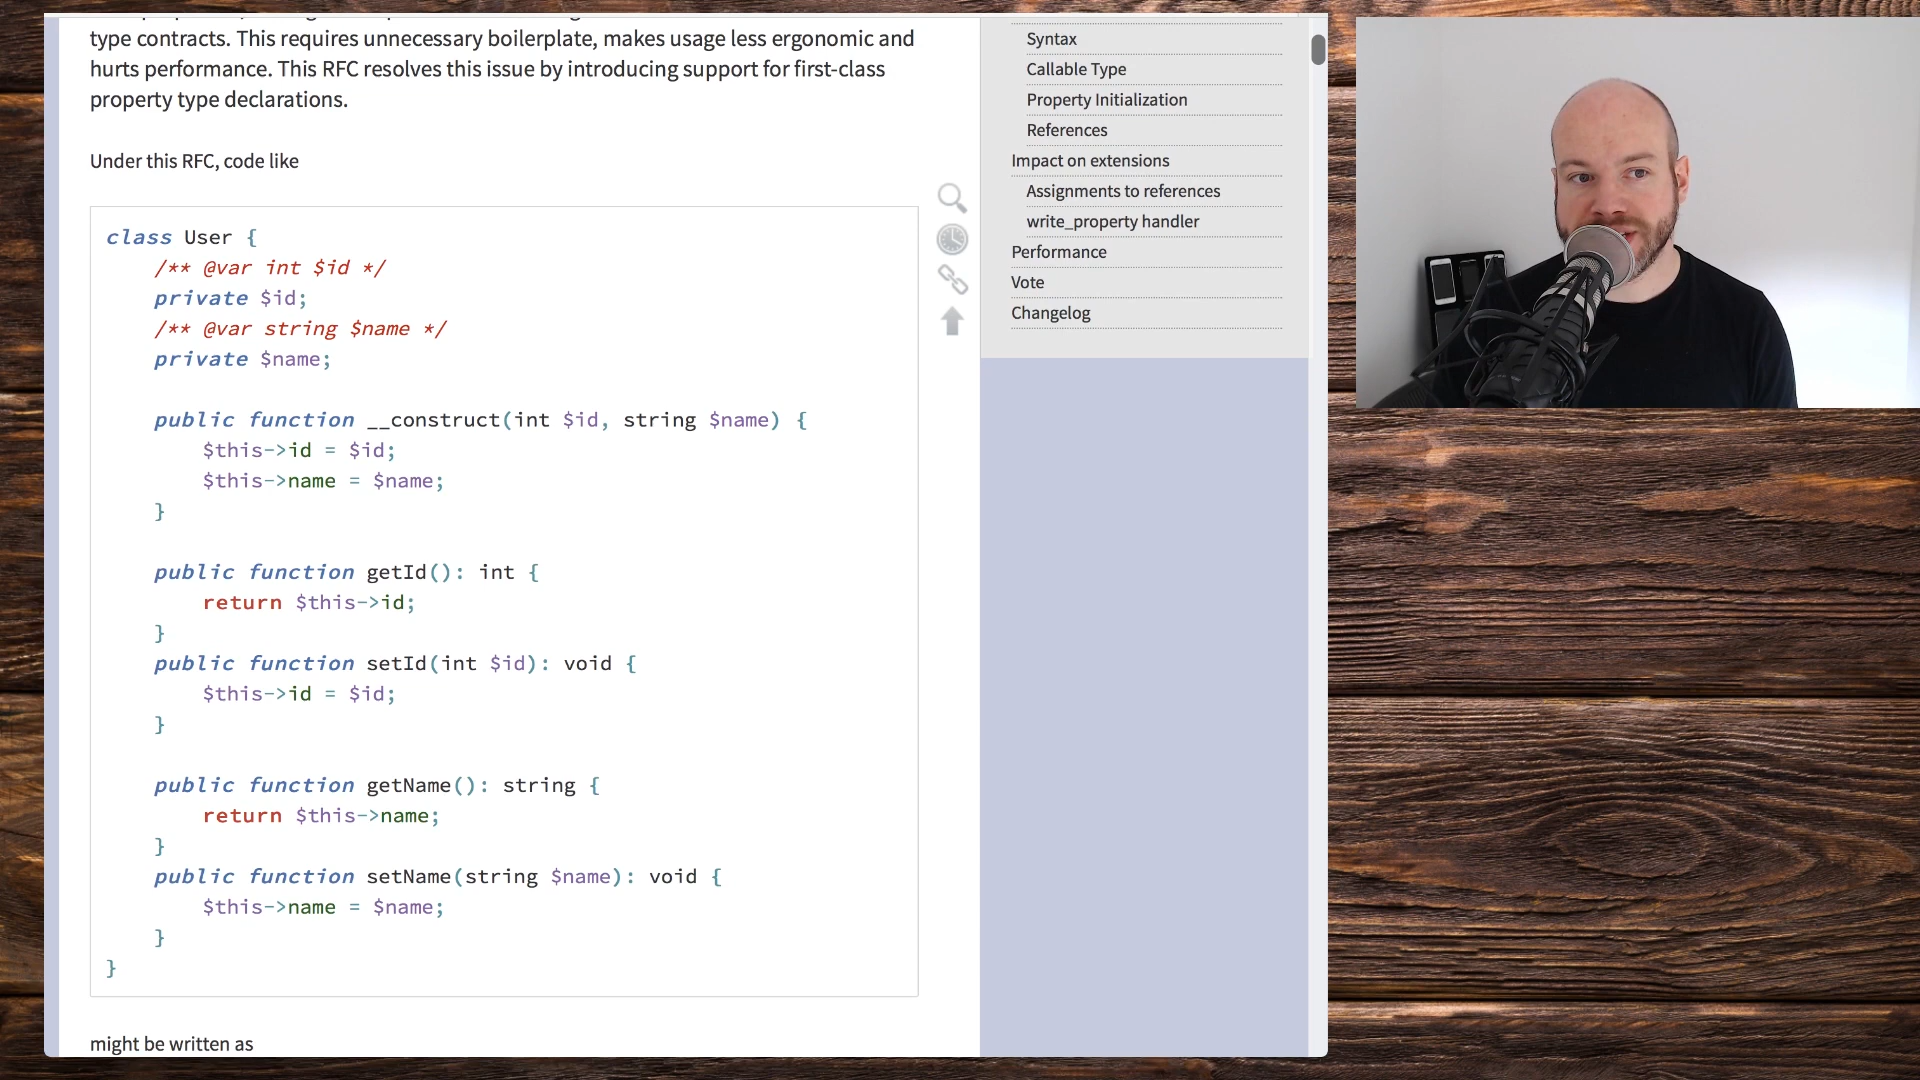 type contracts. This requires unnecessary boilerplate, makes usage less ergonomic and
hurts performance. This RFC resolves this issue by introducing support for first-class
property type declarations.
Under this RFC, code like
class User {
    /** @var int $id */
    private $id;
    /** @var string $name */
    private $name;

    public function __construct(int $id, string $name) {
        $this->id = $id;
        $this->name = $name;
    }

    public function getId(): int {
        return $this->id;
    }
    public function setId(int $id): void {
        $this->id = $id;
    }

    public function getName(): string {
        return $this->name;
    }
    public function setName(string $name): void {
        $this->name = $name;
    }
}
might be written as
Syntax
Callable Type
Property Initialization
References
Impact on extensions
Assignments to references
write_property handler
Performance
Vote
Changelog